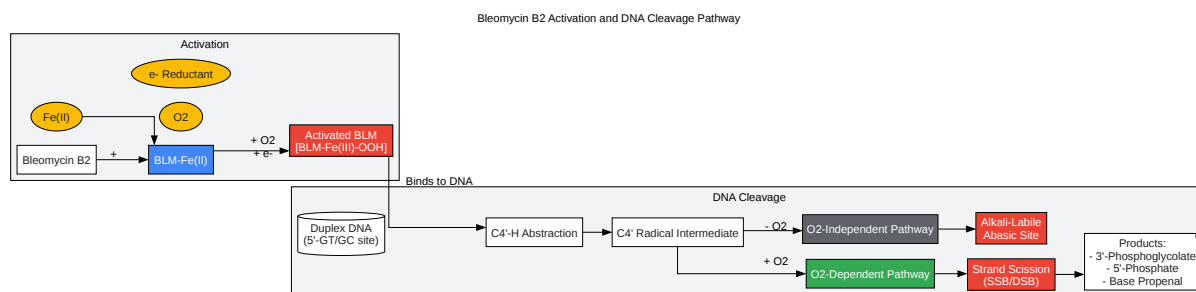 Bleomycin B2 Activation and DNA Cleavage Pathway
Activation
e- Reductant
Fe(II)
O2
Bleomycin B2
+
BLM-Fe(II)
+ O2
+ e-
Activated BLM
[BLM-Fe(III)-OOH]
Binds to DNA
DNA Cleavage
Duplex DNA
(5'-GT/GC site)
C4'-H Abstraction
C4' Radical Intermediate
- O2
O2-Independent Pathway
Alkali-Labile
Abasic Site
+ O2
O2-Dependent Pathway
Strand Scission
(SSB/DSB)
Products:
- 3'-Phosphoglycolate
- 5'-Phosphate
- Base Propenal